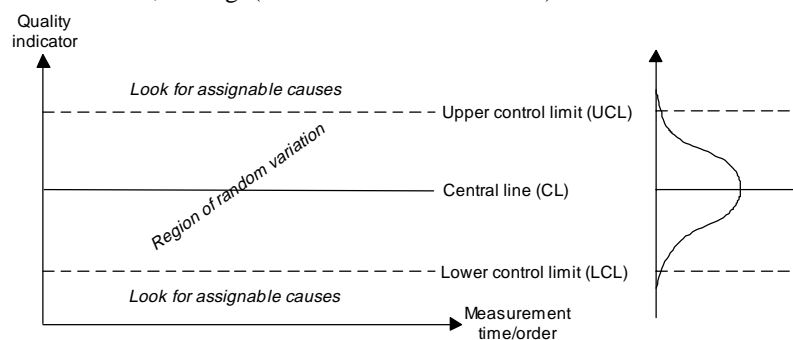 Quality
indicator
Look for assignable causes
Upper control limit (UCL)
Region of random variation
Central line (CL)
Lower control limit (LCL)
Look for assignable causes
Measurement
time/order